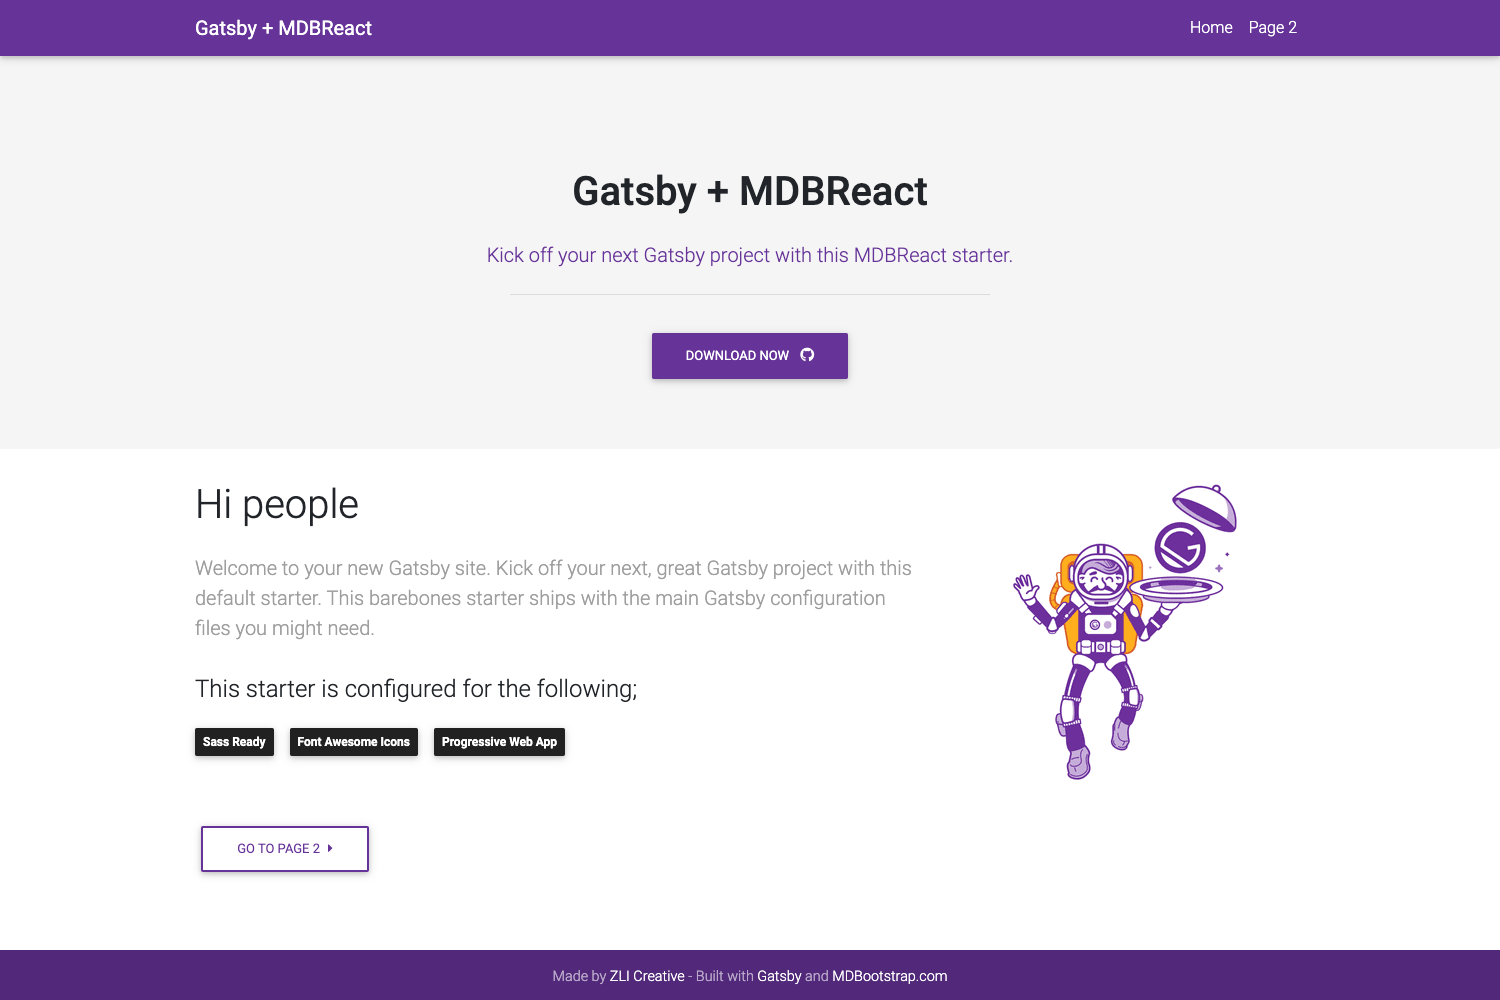 Gatsby + MDBReact
Home Page 2
Gatsby + MDBReact
Kick off your next Gatsby project with this MDBReact starter.
DOWNLOAD NOW
Hi people
Welcome to your new Gatsby site. Kick off your next, great Gatsby project with this
default starter. This barebones starter ships with the main Gatsby configuration
files you might need.
This starter is configured for the following;
Sass Ready Font Awesome Icons Progressive Web App
GO TO PAGE 2
Made by ZLI Creative - Built with Gatsby and MDBootstrap.com